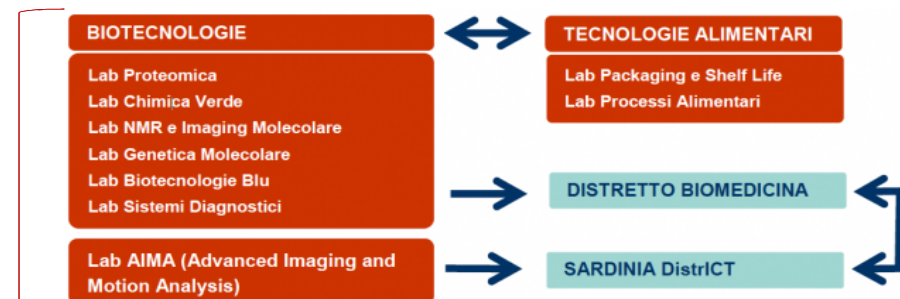 BIOTECNOLOGIE
Lab Proteomica
Lab Chimica Verde
Lab NMR e Imaging Molecolare
Lab Genetica Molecolare
Lab Biotecnologie Blu
Lab Sistemi Diagnostici
Lab AIMA (Advanced Imaging and
Motion Analysis)
TECNOLOGIE ALIMENTARI
Lab Packaging e Shelf Life
Lab Processi Alimentari
DISTRETTO BIOMEDICINA
SARDINIA DistrICT